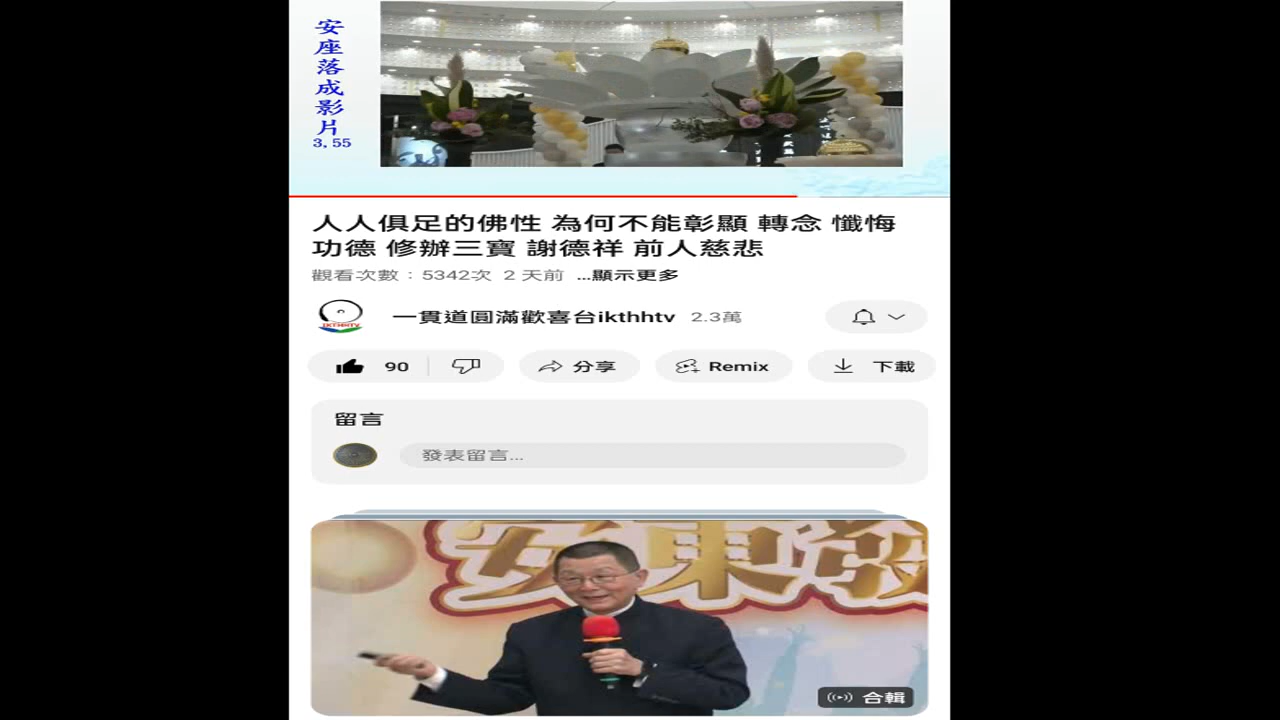 安座落成影片
3,55
人人俱足的佛性 為何不能彰顯 轉念 懺悔
功德 修辦三寶 謝德祥 前人慈悲
觀看次數：5342次 2 天前 ...顯示更多
IKTHHTV
一貫道圓滿歡喜台ikthhtv 2.3萬
90
分享
Remix
下載
留言
發表留言...
安東
合輯